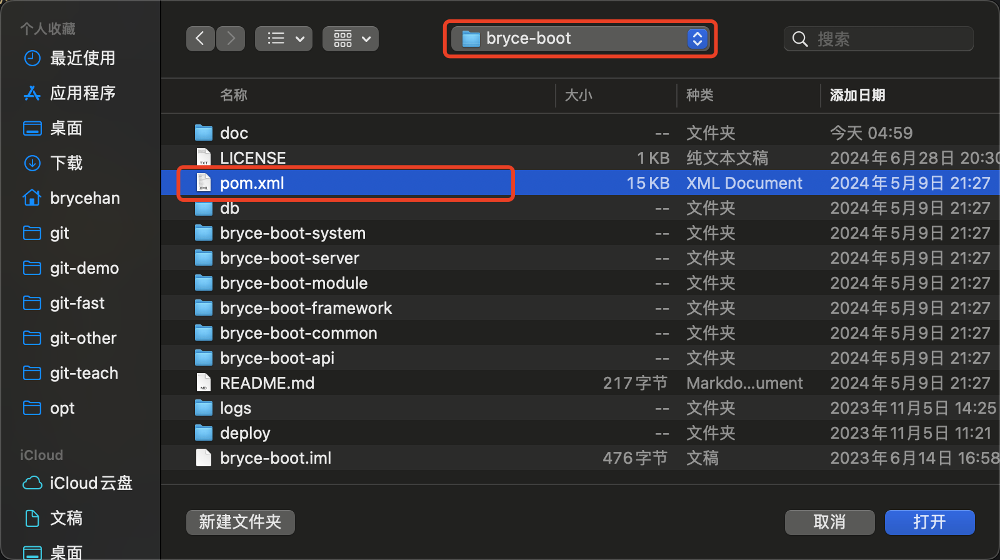 个人收藏
最近使用
应用程序
桌面
下载
brycehan
git
git-demo
git-fast
git-other
git-teach
opt
iCloud
iCloud云盘
文稿
桌面
bryce-boot
搜索
名称 大小 种类 添加日期
doc -- 文件夹 今天 04:59
TXT LICENSE 1 KB 纯文本文稿 2024年6月28日 20:30
XML pom.xml 15 KB XML Document 2024年5月9日 21:27
db -- 文件夹 2024年5月9日 21:27
bryce-boot-system -- 文件夹 2024年5月9日 21:27
bryce-boot-server -- 文件夹 2024年5月9日 21:27
bryce-boot-module -- 文件夹 2024年5月9日 21:27
bryce-boot-framework -- 文件夹 2024年5月9日 21:27
bryce-boot-common -- 文件夹 2024年5月9日 21:27
bryce-boot-api -- 文件夹 2024年5月9日 21:27
MD README.md 217字节 Markdo...ument 2024年5月9日 21:27
logs -- 文件夹 2023年11月5日 14:25
deploy -- 文件夹 2023年11月5日 11:21
bryce-boot.iml 476字节 文稿 2023年6月14日 16:58
新建文件夹 取消 打开